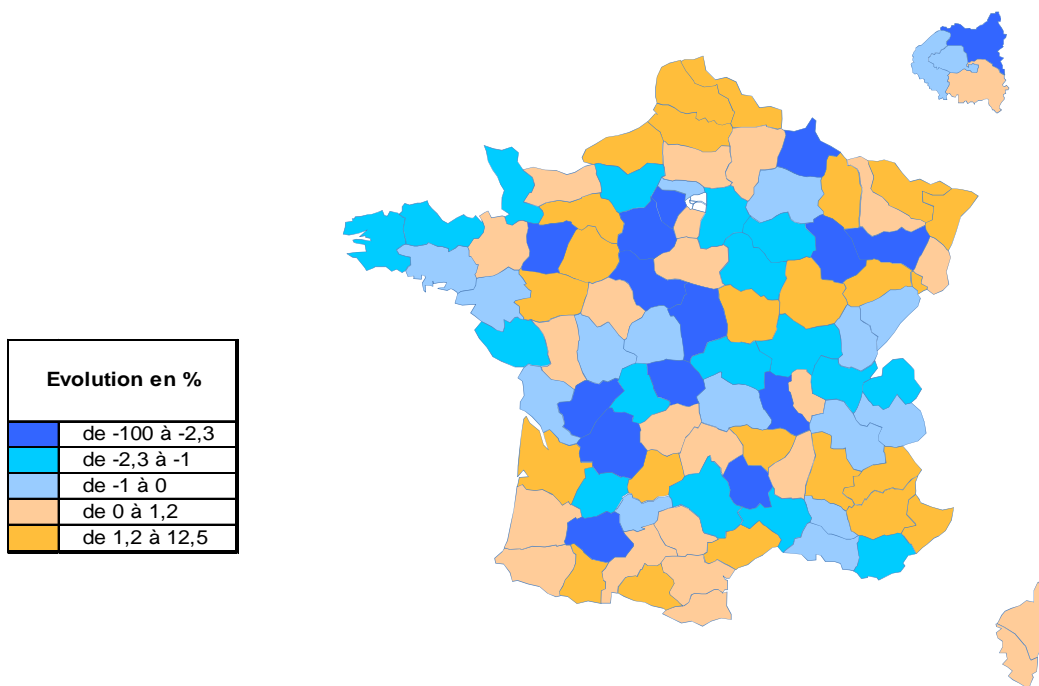 Evolution en %
de -100 à -2,3
de -2,3 à -1
de -1 à 0
de 0 à 1,2
de 1,2 à 12,5